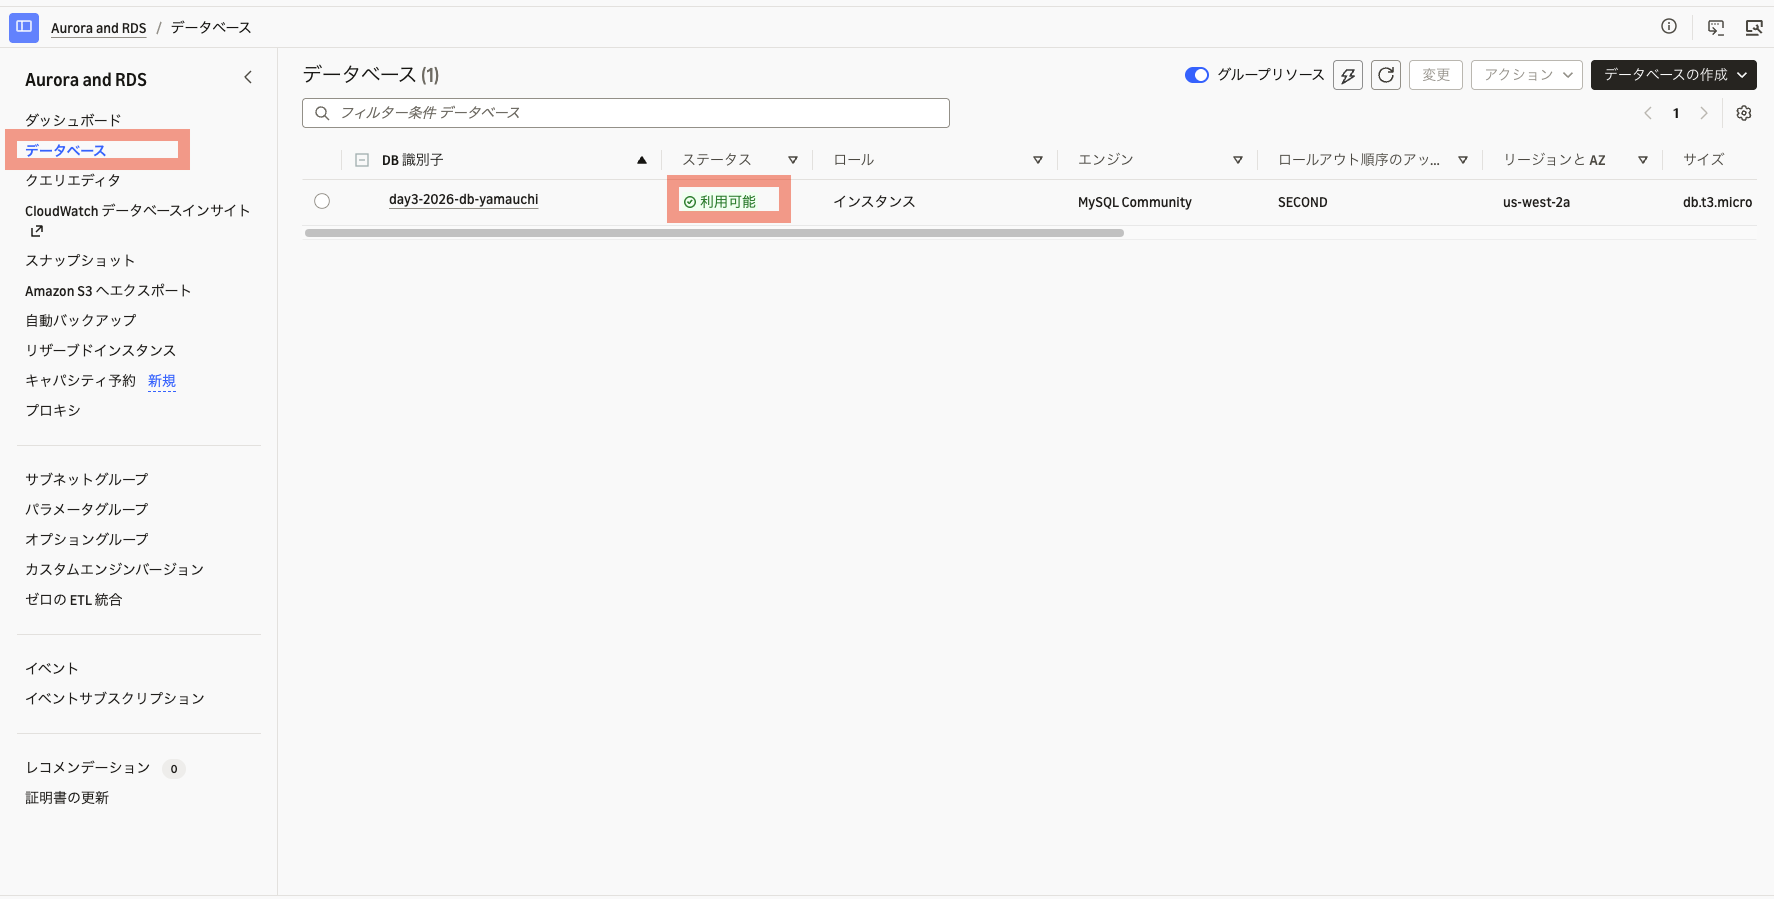 Aurora and RDS / データベース
Aurora and RDS
ダッシュボード
データベース
クエリエディタ
CloudWatch データベースインサイト
スナップショット
Amazon S3 へエクスポート
自動バックアップ
リザーブドインスタンス
キャパシティ予約 新規
プロキシ
サブネットグループ
パラメータグループ
オプショングループ
カスタムエンジンバージョン
ゼロの ETL 統合
イベント
イベントサブスクリプション
レコメンデーション 0
証明書の更新
データベース (1)
グループリソース 変更 アクション データベースの作成
フィルター条件 データベース
1
DB 識別子 ステータス ロール エンジン ロールアウト順序のアッ... リージョンと AZ サイズ
day3-2026-db-yamauchi 利用可能 インスタンス MySQL Community SECOND us-west-2a db.t3.micro